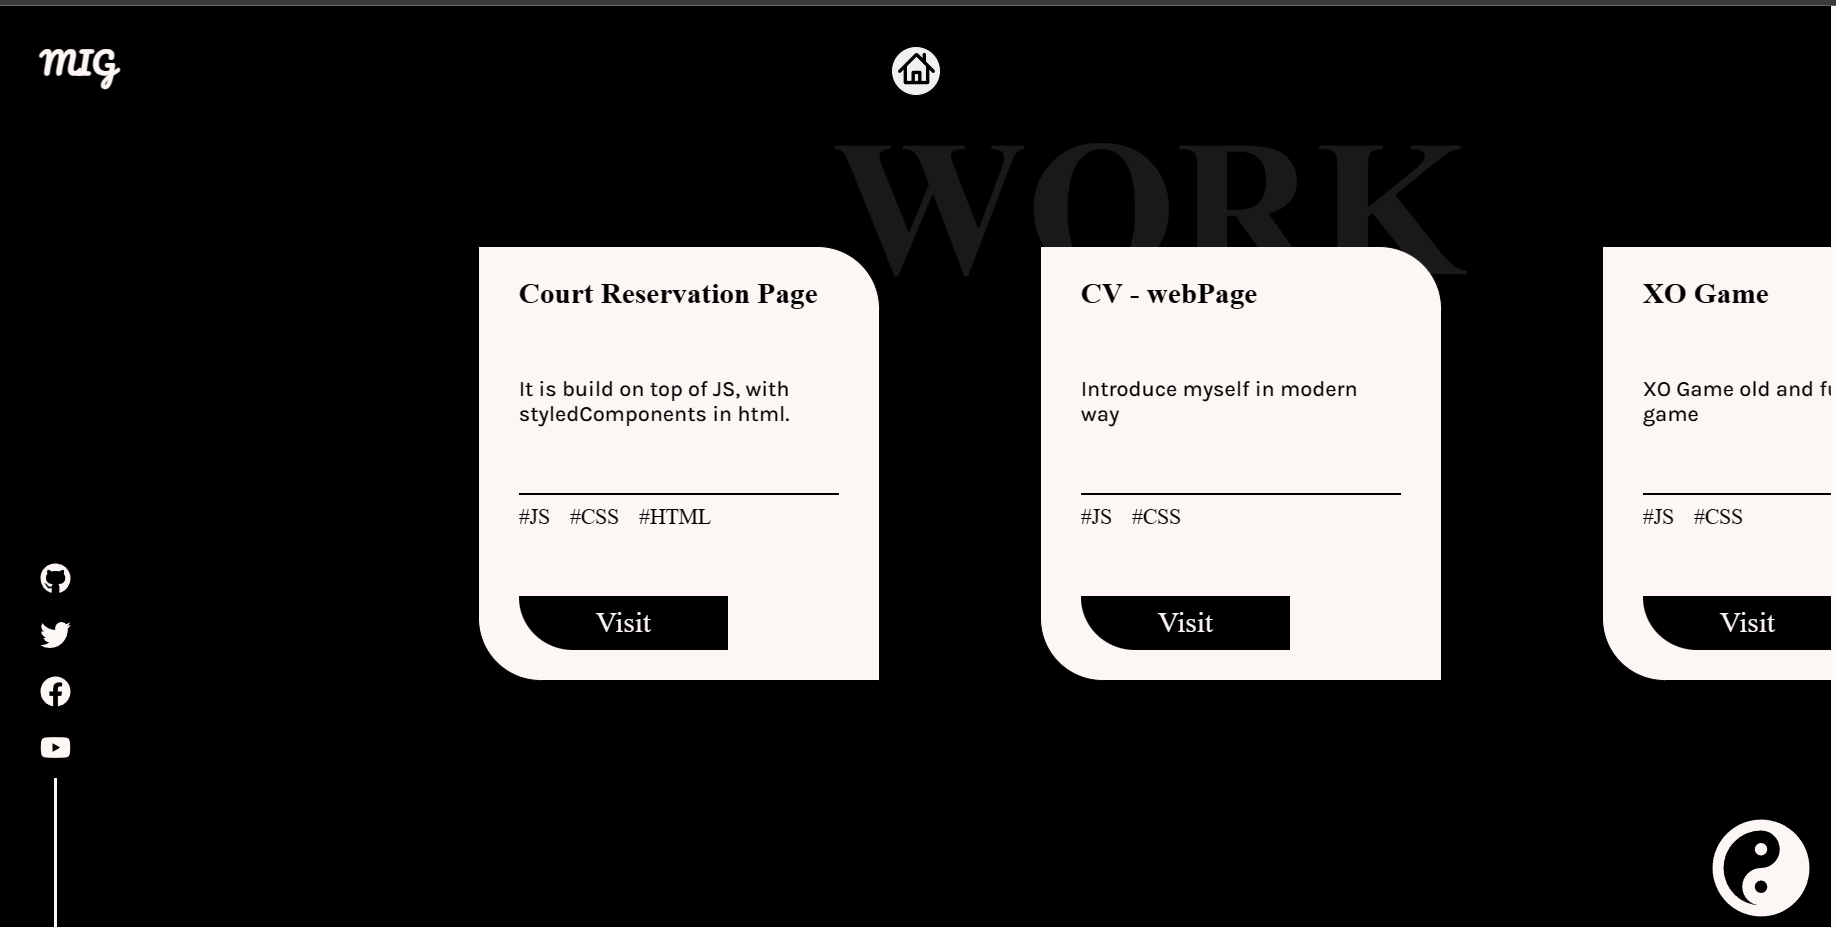 MIG
WORK
Court Reservation Page
It is build on top of JS, with
styledComponents in html.
#JS #CSS #HTML
Visit
CV - webPage
Introduce myself in modern
way
#JS #CSS
Visit
XO Game
XO Game old and
game
#JS #CSS
Visit